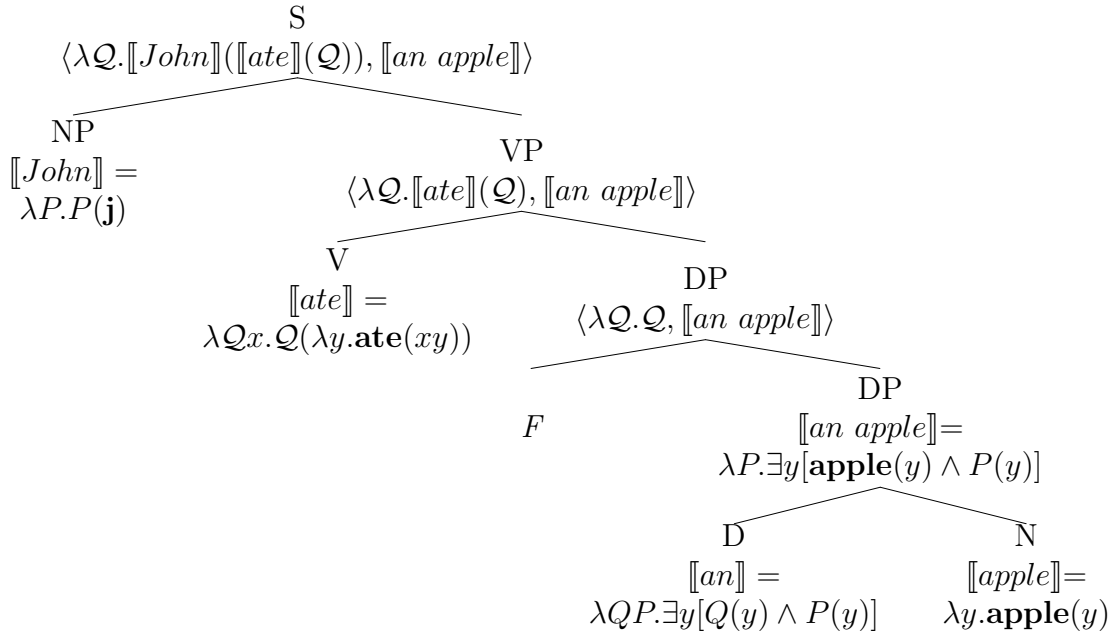 S
⟨λ𝒬.⟦John⟧(⟦ate⟧(𝒬)), ⟦an apple⟧⟩
NP
⟦John⟧ =
λP.P(j)
VP
⟨λ𝒬.⟦ate⟧(𝒬), ⟦an apple⟧⟩
V
⟦ate⟧ =
λ𝒬x.𝒬(λy.ate(xy))
DP
⟨λ𝒬.𝒬, ⟦an apple⟧⟩
F
DP
⟦an apple⟧=
λP.∃y[apple(y) ∧ P(y)]
D
⟦an⟧ =
λQP.∃y[Q(y) ∧ P(y)]
N
⟦apple⟧=
λy.apple(y)